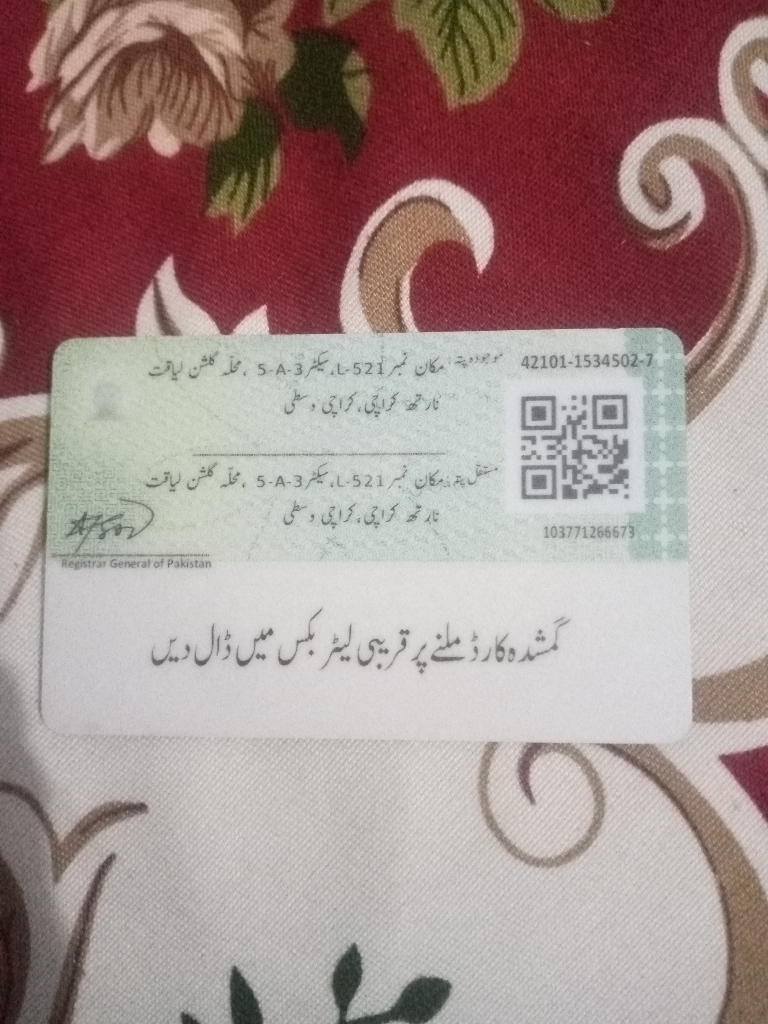 42101-1534502-7
موجودہ پتہ: مکان نمبر L-521، سیکٹر 5-A-3، محلّہ گلشن لیاقت
نارتھ کراچی، کراچی وسطی
مستقل پتہ: مکان نمبر L-521، سیکٹر 5-A-3، محلّہ گلشن لیاقت
نارتھ کراچی، کراچی وسطی
103771266673
Registrar General of Pakistan
گمشدہ کارڈ ملنے پر قریبی لیٹر بکس میں ڈال دیں